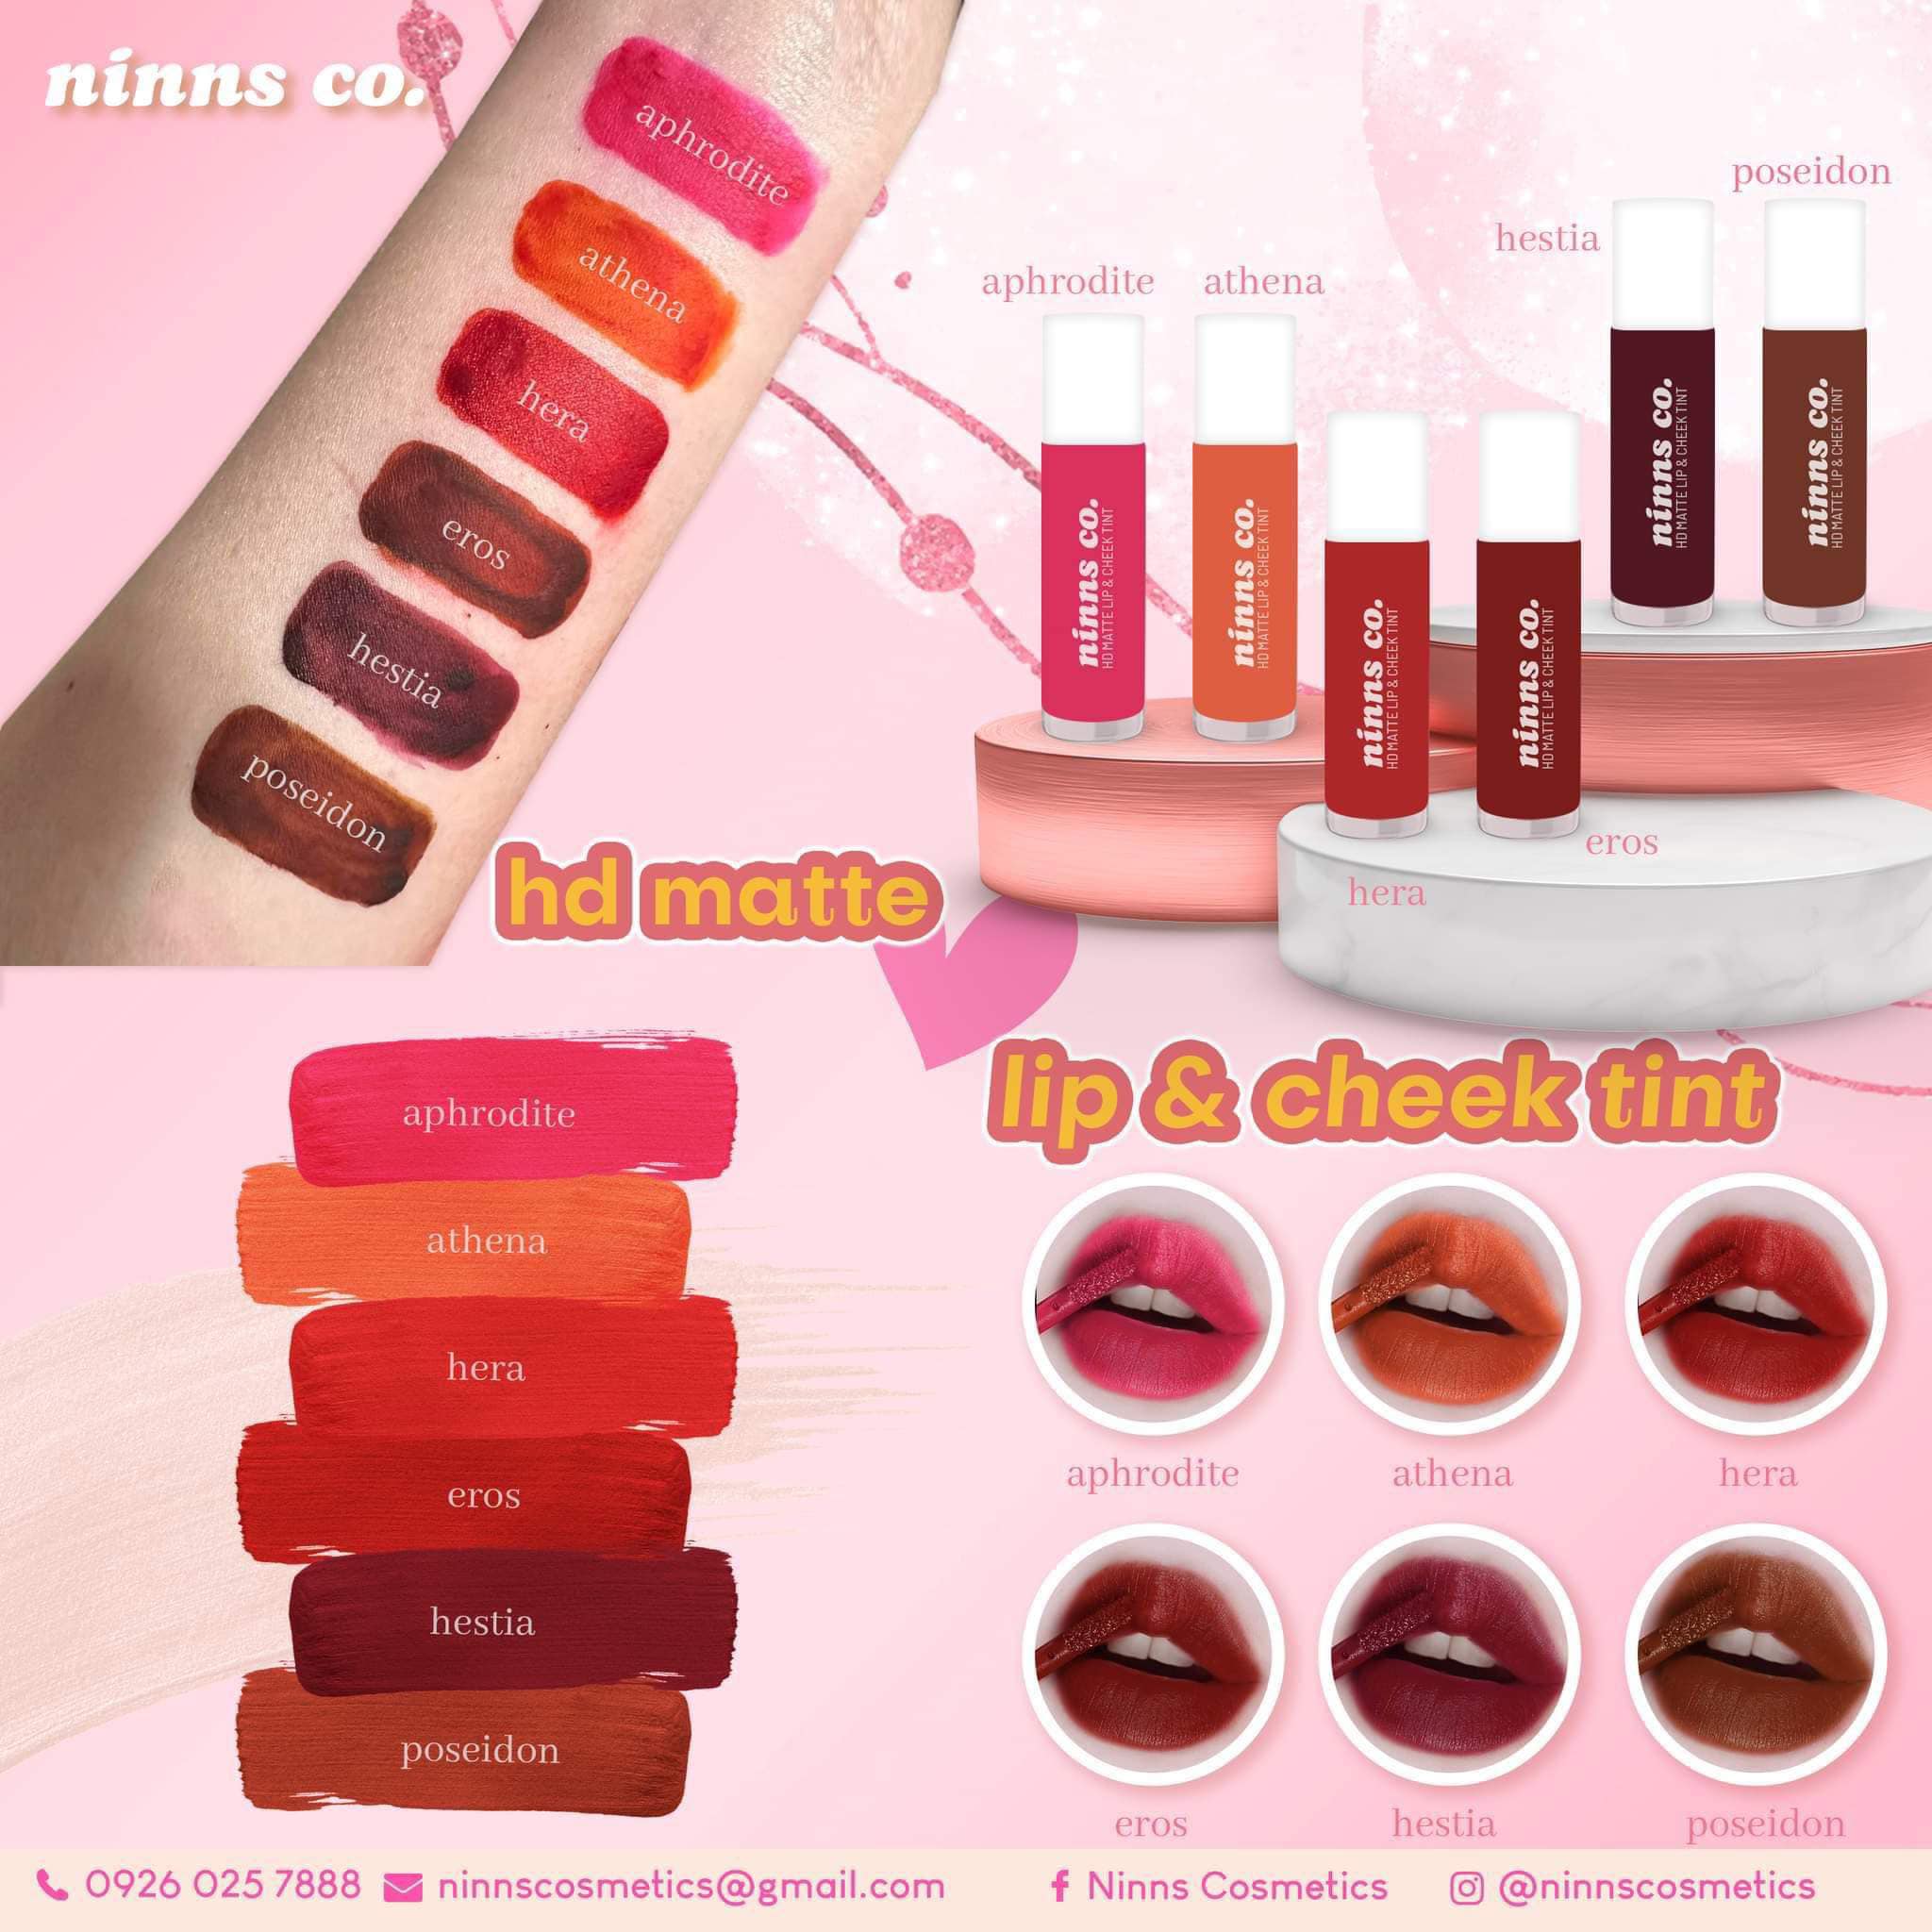 ninns co.
aphrodite
athena
hera
eros
hestia
poseidon
poseidon
hestia
aphrodite
athena
ninns co.
HD MATTE LIP & CHEEK TINT
ninns co.
HD MATTE LIP & CHEEK TINT
ninns co.
HD MATTE LIP & CHEEK TINT
ninns co.
HD MATTE LIP & CHEEK TINT
ninns co.
HD MATTE LIP & CHEEK TINT
ninns co.
HD MATTE LIP & CHEEK TINT
eros
hera
hd matte
lip & cheek tint
aphrodite
athena
hera
eros
hestia
poseidon
aphrodite
athena
hera
eros
hestia
poseidon
0926 025 7888
ninnscosmetics@gmail.com
Ninns Cosmetics
@ninnscosmetics